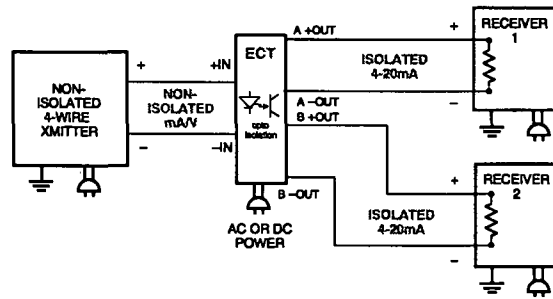 NON-
ISOLATED
4-WIRE
XMITTER
+
–
NON-
ISOLATED
mA/V
+IN
–IN
ECT
opto
isolation
AC OR DC
POWER
A +OUT
A –OUT
B +OUT
B –OUT
ISOLATED
4-20mA
+
–
RECEIVER
1
ISOLATED
4-20mA
+
–
RECEIVER
2